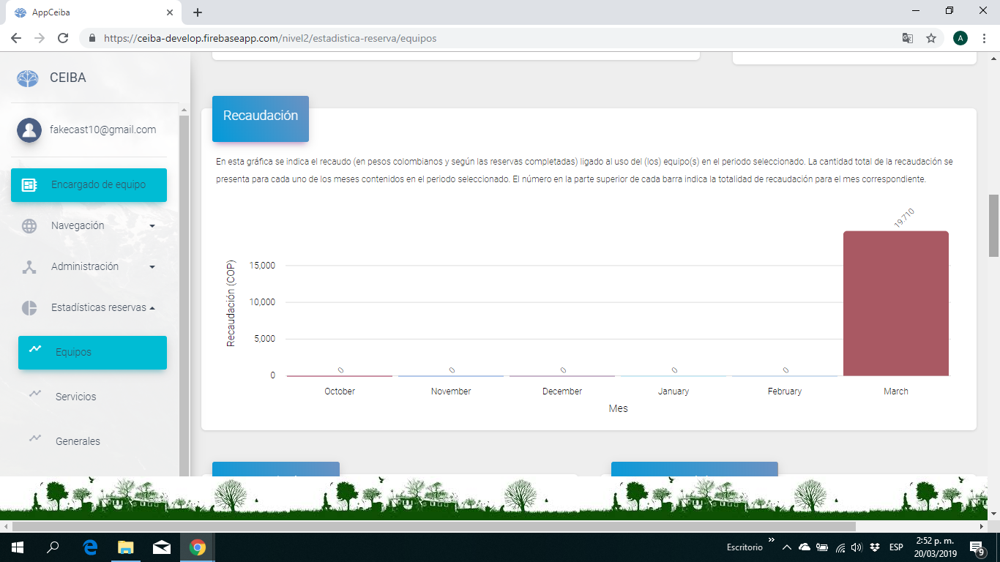 AppCeiba
https://ceiba-develop.firebaseapp.com/nivel2/estadistica-reserva/equipos
A
CEIBA
fakecast10@gmail.com
Encargado de equipo
Navegación
Administración
Estadísticas reservas
Equipos
Servicios
Generales
Recaudación
En esta gráfica se indica el recaudo (en pesos colombianos y según las reservas completadas) ligado al uso del (los) equipo(s) en el periodo seleccionado. La cantidad total de la recaudación se
presenta para cada uno de los meses contenidos en el periodo seleccionado. El número en la parte superior de cada barra indica la totalidad de recaudación para el mes correspondiente.
19.710
Recaudación (COP)
15,000
10,000
5,000
0
0 0 0 0 0
October November December January February March
Mes
Escritorio
ESP
2:52 p. m.
20/03/2019
9